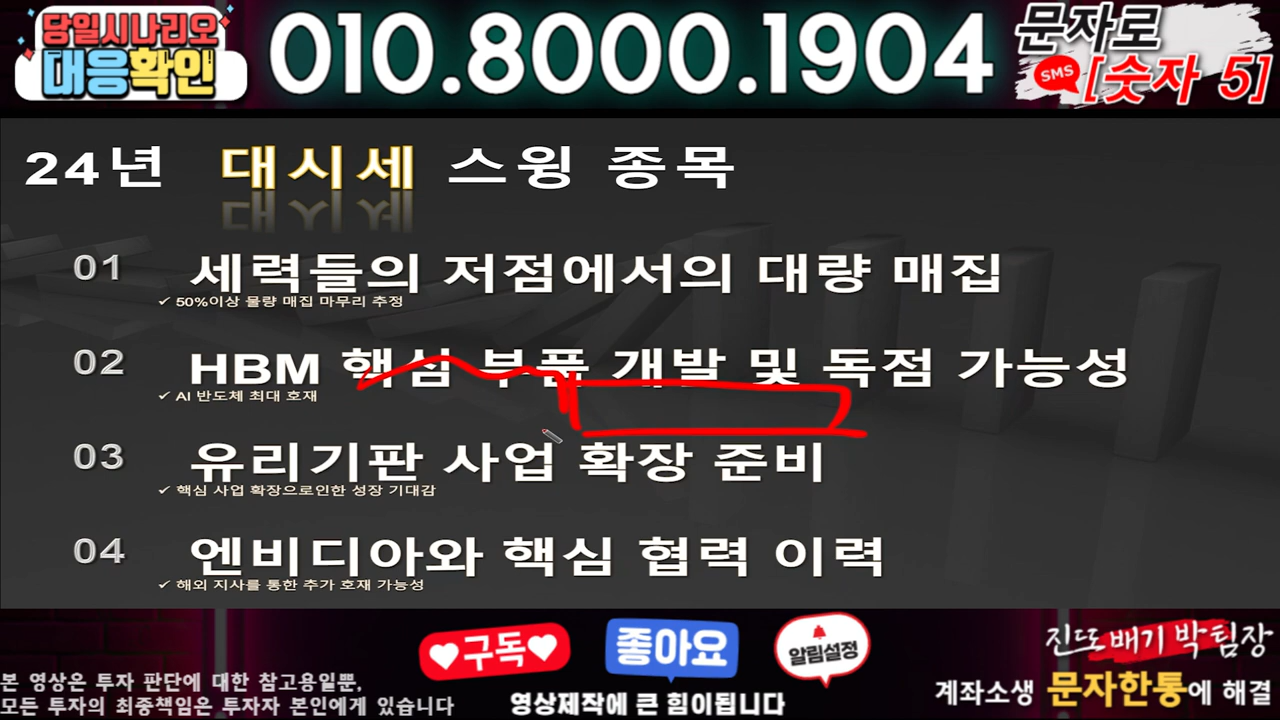 당일시나리오
대응확인
010.8000.1904
문자로
SMS [숫자 5]
24년 대시세 스윙 종목
01 세력들의 저점에서의 대량 매집
✓ 50%이상 물량 매집 마무리 추정
02 HBM 핵심 부품 개발 및 독점 가능성
✓ AI 반도체 최대 호재
03 유리기판 사업 확장 준비
✓ 핵심 사업 확장으로인한 성장 기대감
04 엔비디아와 핵심 협력 이력
✓ 해외 지사를 통한 추가 호재 가능성
구독
좋아요
알림설정
영상제작에 큰 힘이됩니다
본 영상은 투자 판단에 대한 참고용일뿐,
모든 투자의 최종책임은 투자자 본인에게 있습니다
진또배기 박팀장
계좌소생 문자한통에 해결